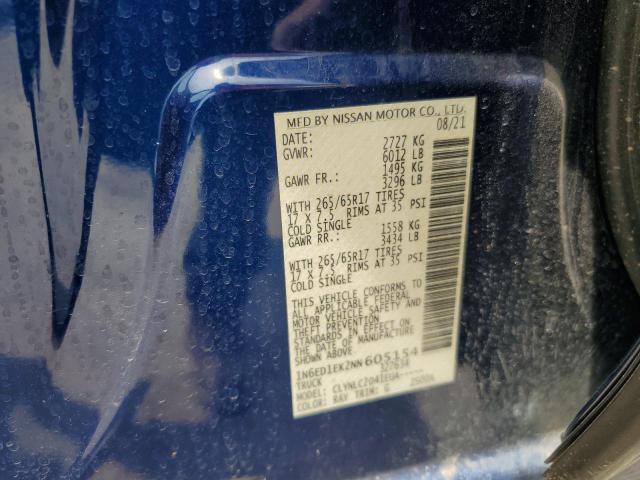 MFD BY NISSAN MOTOR CO., LTD.
DATE: 08/21
GVWR: 2727 KG
6012 LB
GAWR FR.: 1495 KG
3296 LB
WITH 265/65R17 TIRES
17 X 7.5 RIMS AT 35 PSI
COLD SINGLE
GAWR RR.: 1558 KG
3434 LB
WITH 265/65R17 TIRES
17 X 7.5 RIMS AT 35 PSI
COLD SINGLE
THIS VEHICLE CONFORMS TO
ALL APPLICABLE FEDERAL
MOTOR VEHICLE SAFETY AND
THEFT PREVENTION
STANDARDS IN EFFECT ON
THE DATE OF MANUFACTURE
SHOWN ABOVE.
1N6ED1EK2NN605154
TRUCK 327634
MODEL: CLYNLC2041EUA-----
COLOR: RAY TRIM: G